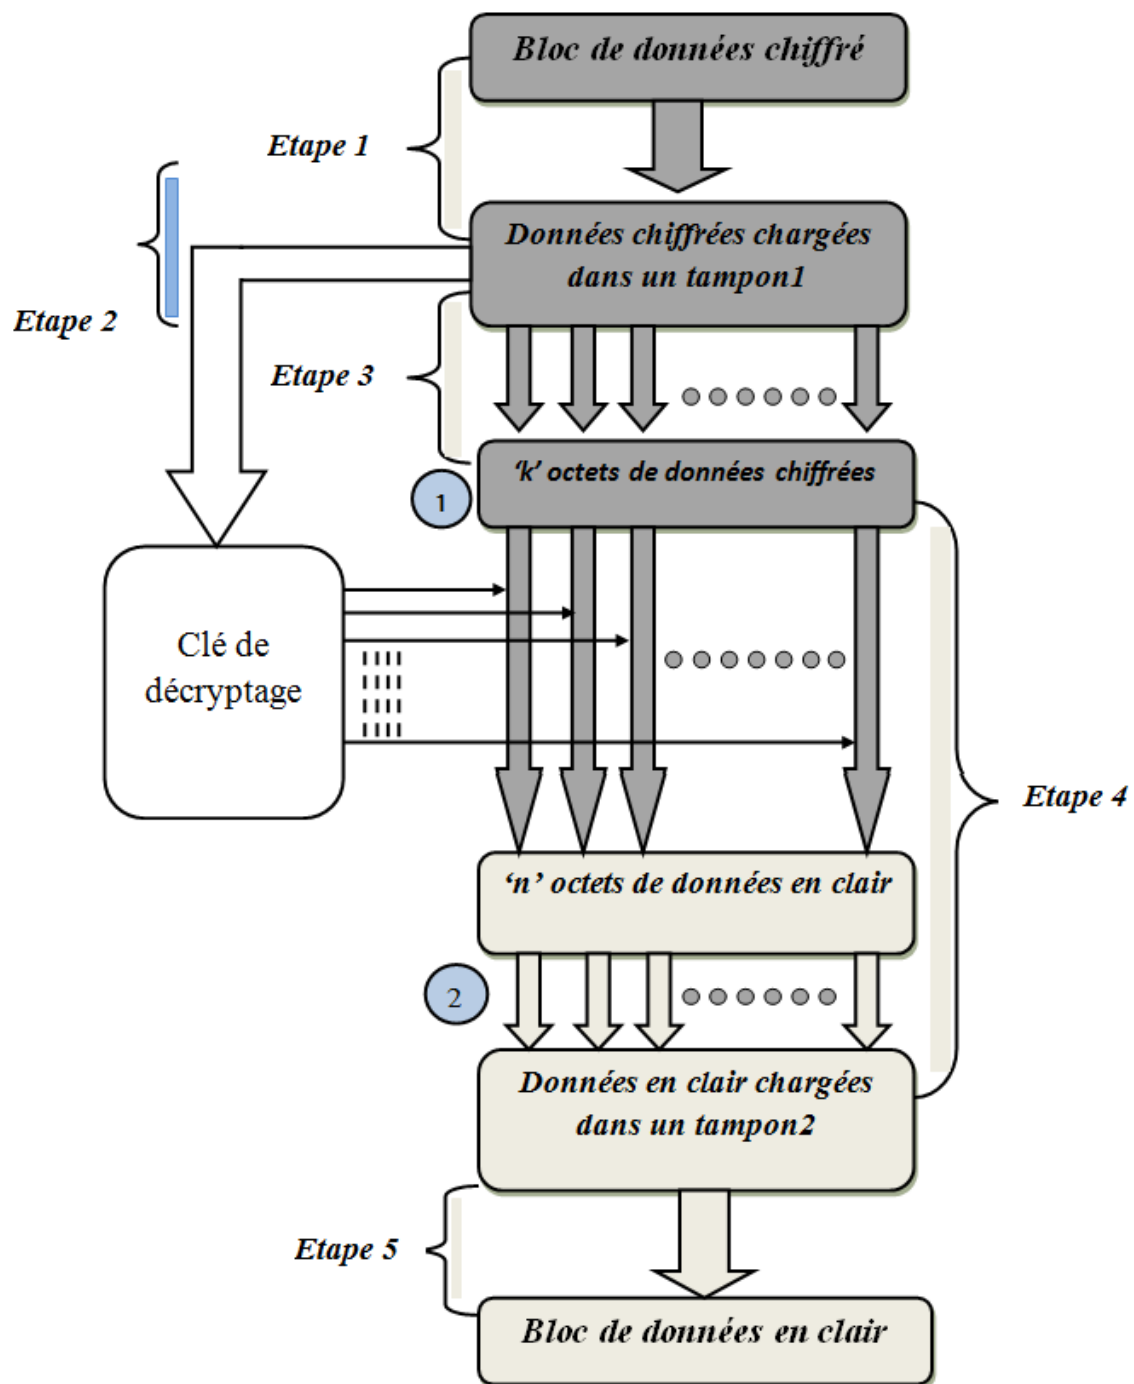 Bloc de données chiffré
Etape 1
Données chiffrées chargées
dans un tampon1
Etape 2
Etape 3
‘k’ octets de données chiffrées
1
Clé de
décryptage
Etape 4
‘n’ octets de données en clair
2
Données en clair chargées
dans un tampon2
Etape 5
Bloc de données en clair